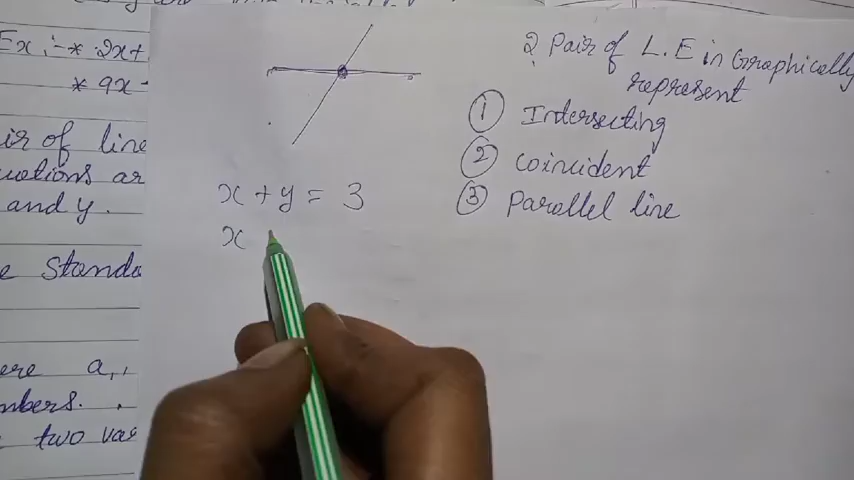 Ex :- * 2x+
* 9x -
ir of line
uations ar
and y.
e standa
ere a,,
mbers. .
two var
2 Pair of L.E in Graphically
represent
① Intersecting
② coincident
③ Parallel line
x + y = 3
x